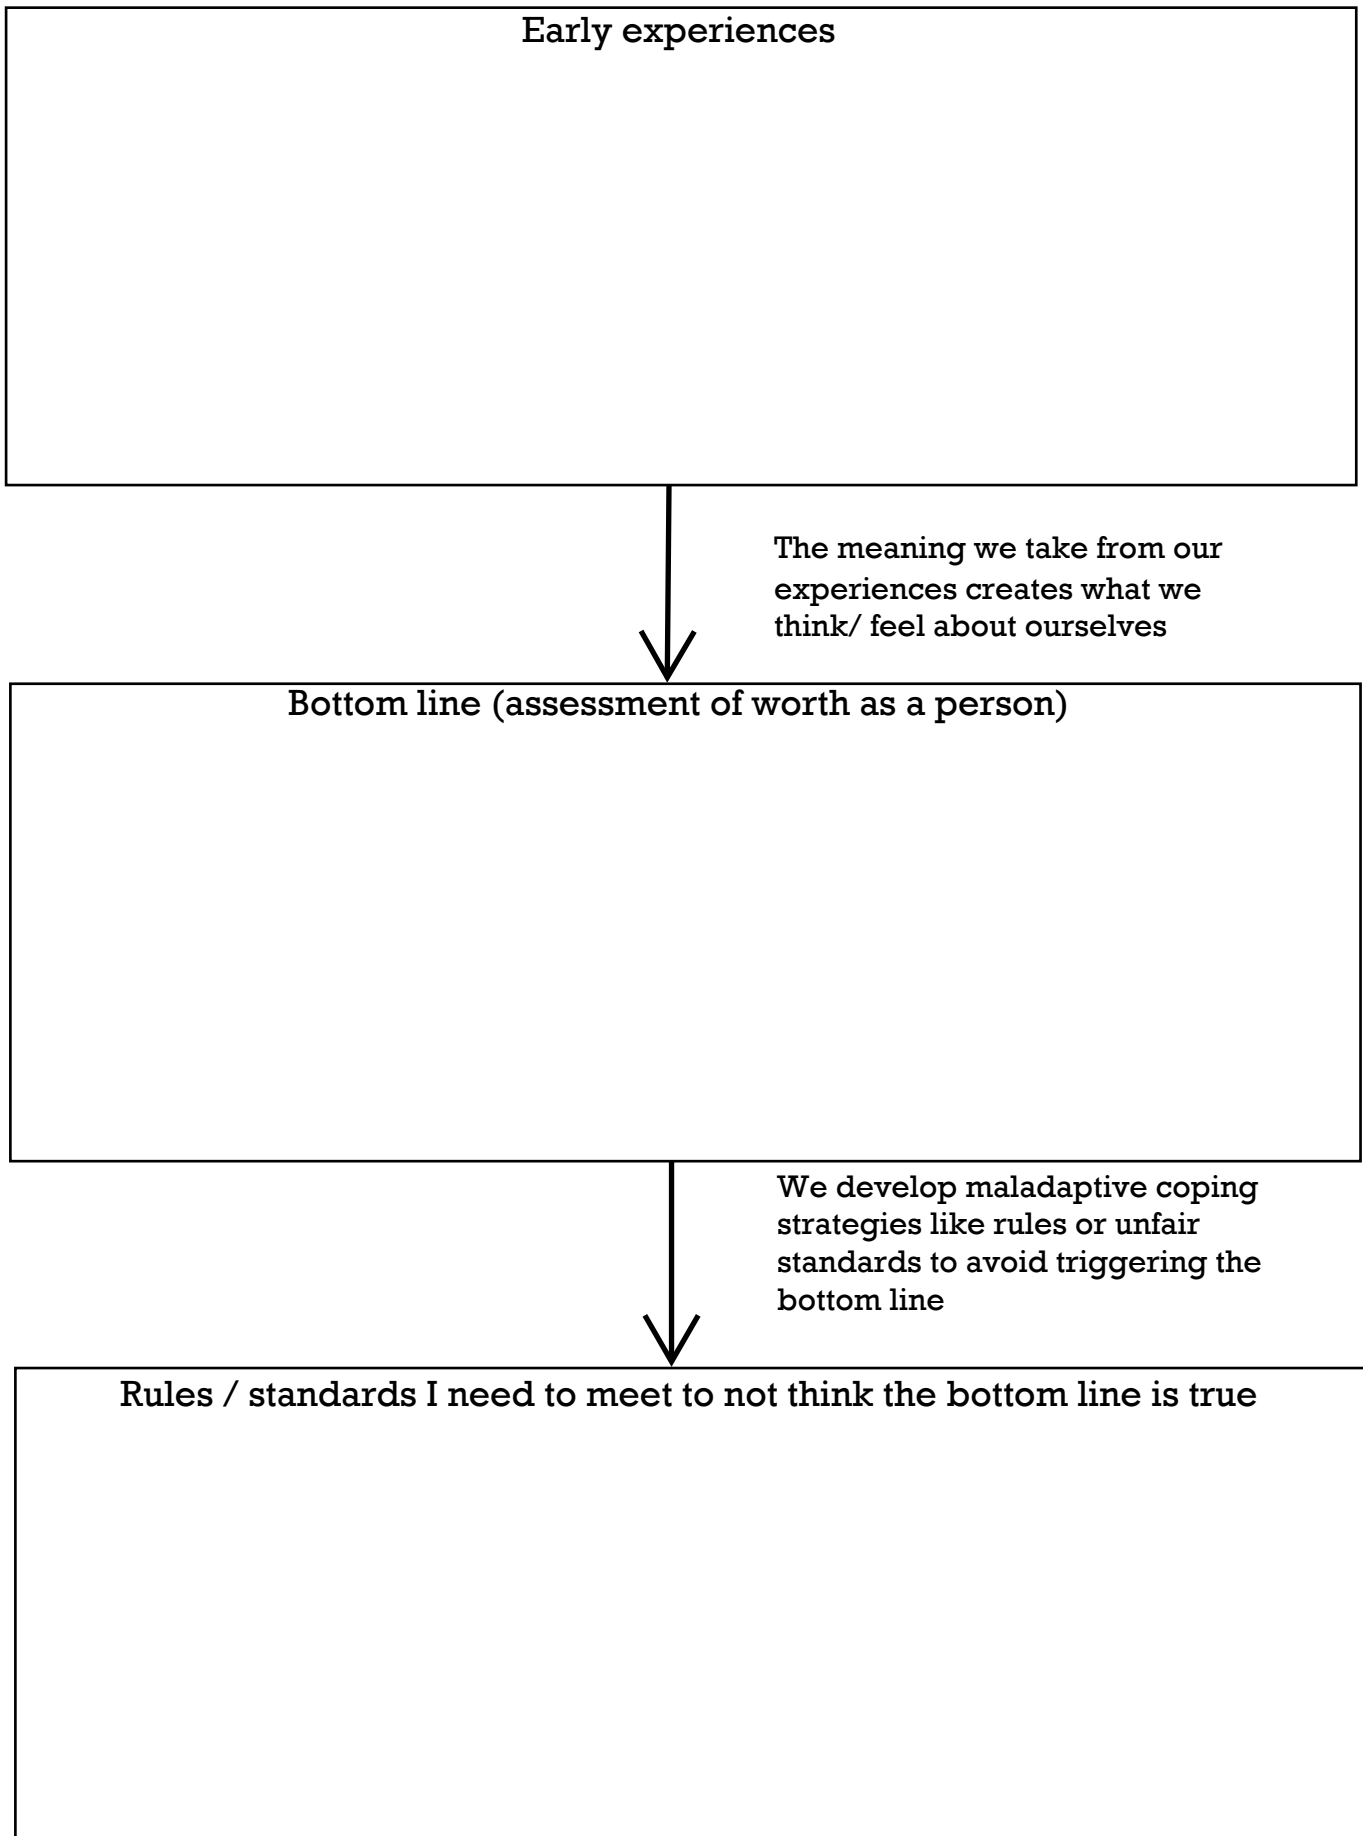 Early experiences
The meaning we take from our
experiences creates what we
think/ feel about ourselves
Bottom line (assessment of worth as a person)
We develop maladaptive coping
strategies like rules or unfair
standards to avoid triggering the
bottom line
Rules / standards I need to meet to not think the bottom line is true